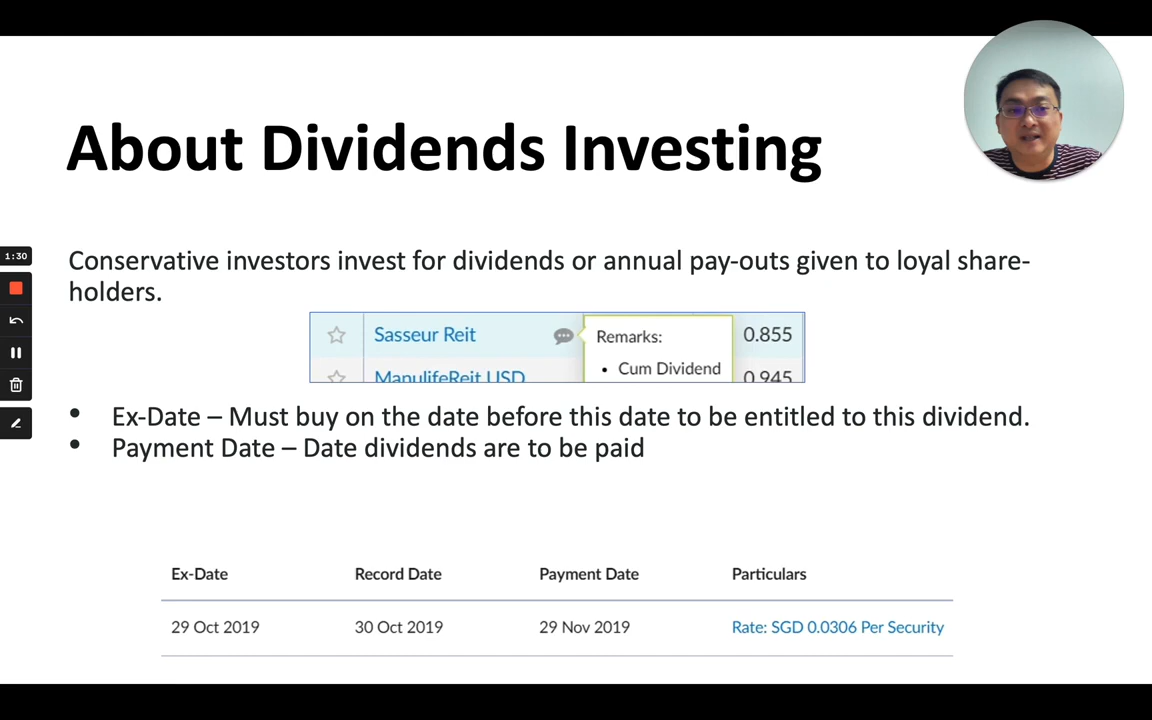 About Dividends Investing
1:30
Conservative investors invest for dividends or annual pay-outs given to loyal share-
holders.
Sasseur Reit Remarks: 0.855
• Cum Dividend
ManulifeReit USD 0.945
• Ex-Date – Must buy on the date before this date to be entitled to this dividend.
• Payment Date – Date dividends are to be paid
Ex-Date Record Date Payment Date Particulars
29 Oct 2019 30 Oct 2019 29 Nov 2019 Rate: SGD 0.0306 Per Security